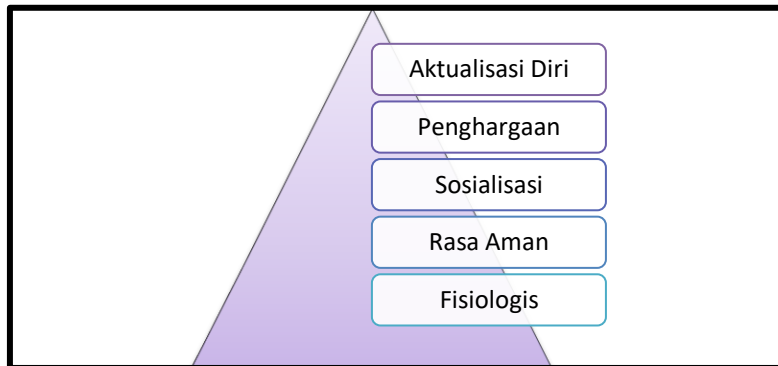 Aktualisasi Diri
Penghargaan
Sosialisasi
Rasa Aman
Fisiologis